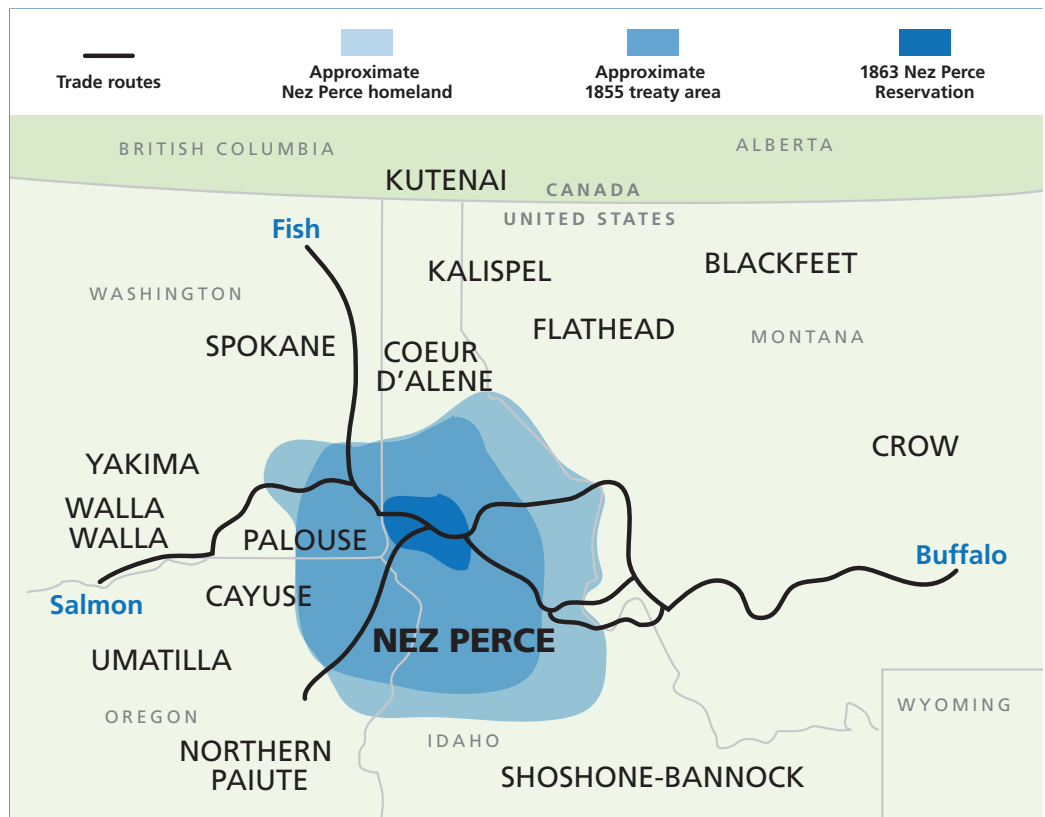 Trade routes
Approximate
Nez Perce homeland
Approximate
1855 treaty area
1863 Nez Perce
Reservation
BRITISH COLUMBIA
ALBERTA
KUTENAI
CANADA
UNITED STATES
Fish
KALISPEL
BLACKFEET
WASHINGTON
FLATHEAD
MONTANA
SPOKANE
COEUR
D’ALENE
CROW
YAKIMA
WALLA
WALLA
PALOUSE
Buffalo
Salmon
CAYUSE
NEZ PERCE
UMATILLA
WYOMING
OREGON
IDAHO
NORTHERN
PAIUTE
SHOSHONE-BANNOCK